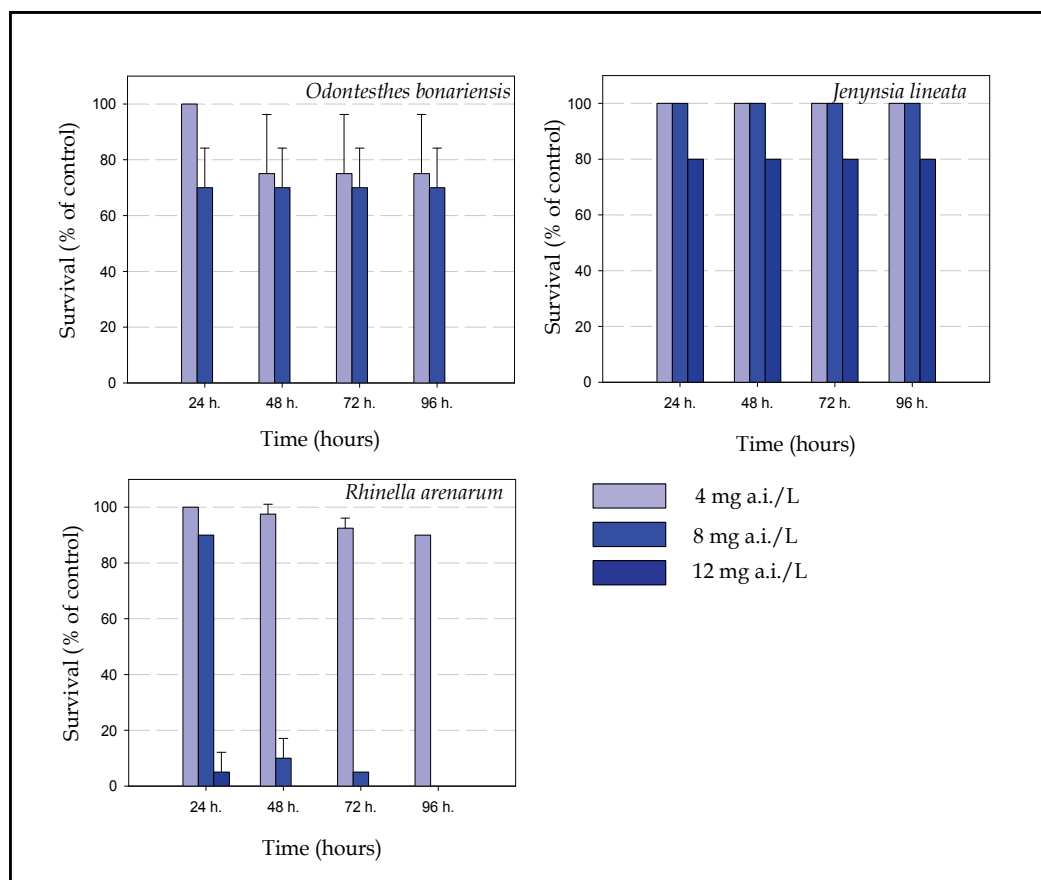 Odontesthes bonariensis
Survival (% of control)
100
80
60
40
20
0
24 h. 48 h. 72 h. 96 h.
Time (hours)
Jenynsia lineata
Survival (% of control)
100
80
60
40
20
0
24 h. 48 h. 72 h. 96 h.
Time (hours)
Rhinella arenarum
Survival (% of control)
100
80
60
40
20
0
24 h. 48 h. 72 h. 96 h.
Time (hours)
4 mg a.i./L
8 mg a.i./L
12 mg a.i./L